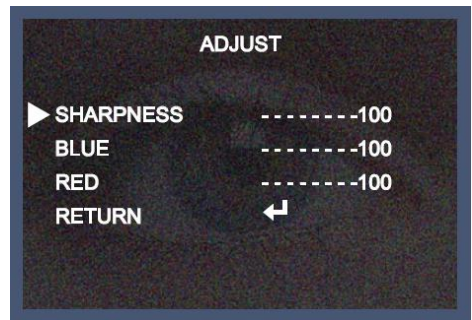 ADJUST
SHARPNESS --------100
BLUE --------100
RED --------100
RETURN ↵